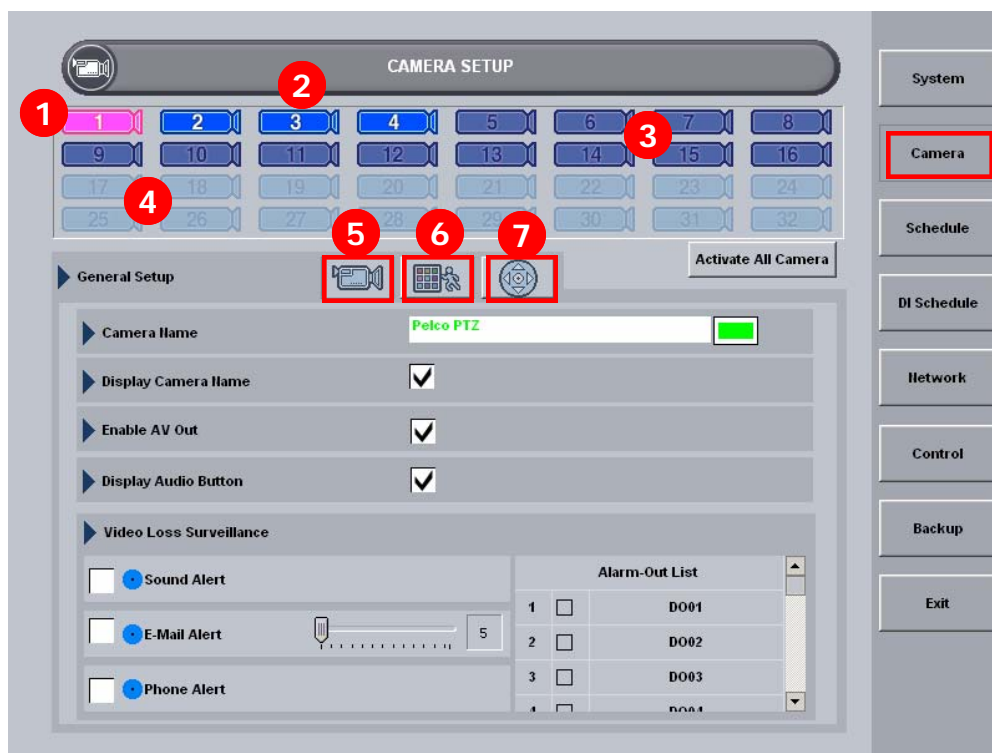 CAMERA SETUP
2
1
1 2 3 4 5 6 7 8
3
9 10 11 12 13 14 15 16
17 18 19 20 21 22 23 24
4
25 26 27 28 29 30 31 32
5 6 7
Activate All Camera
General Setup
Camera Name
Pelco PTZ
Display Camera Name
Enable AV Out
Display Audio Button
Video Loss Surveillance
Sound Alert
E-Mail Alert
5
Phone Alert
Alarm-Out List
1 DO01
2 DO02
3 DO03
4 DO04
System
Camera
Schedule
DI Schedule
Network
Control
Backup
Exit